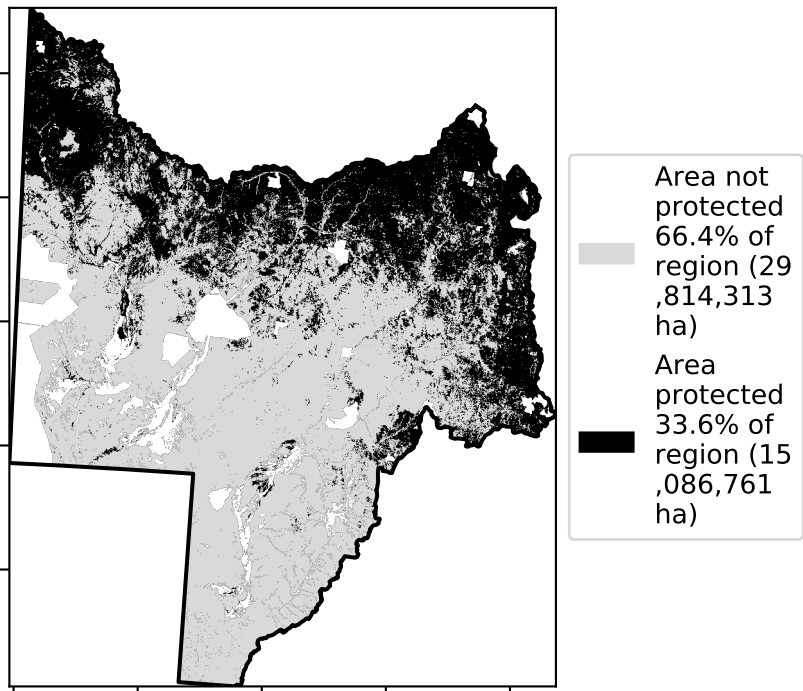 Area not
protected
66.4% of
region (29
,814,313
ha)
Area
protected
33.6% of
region (15
,086,761
ha)